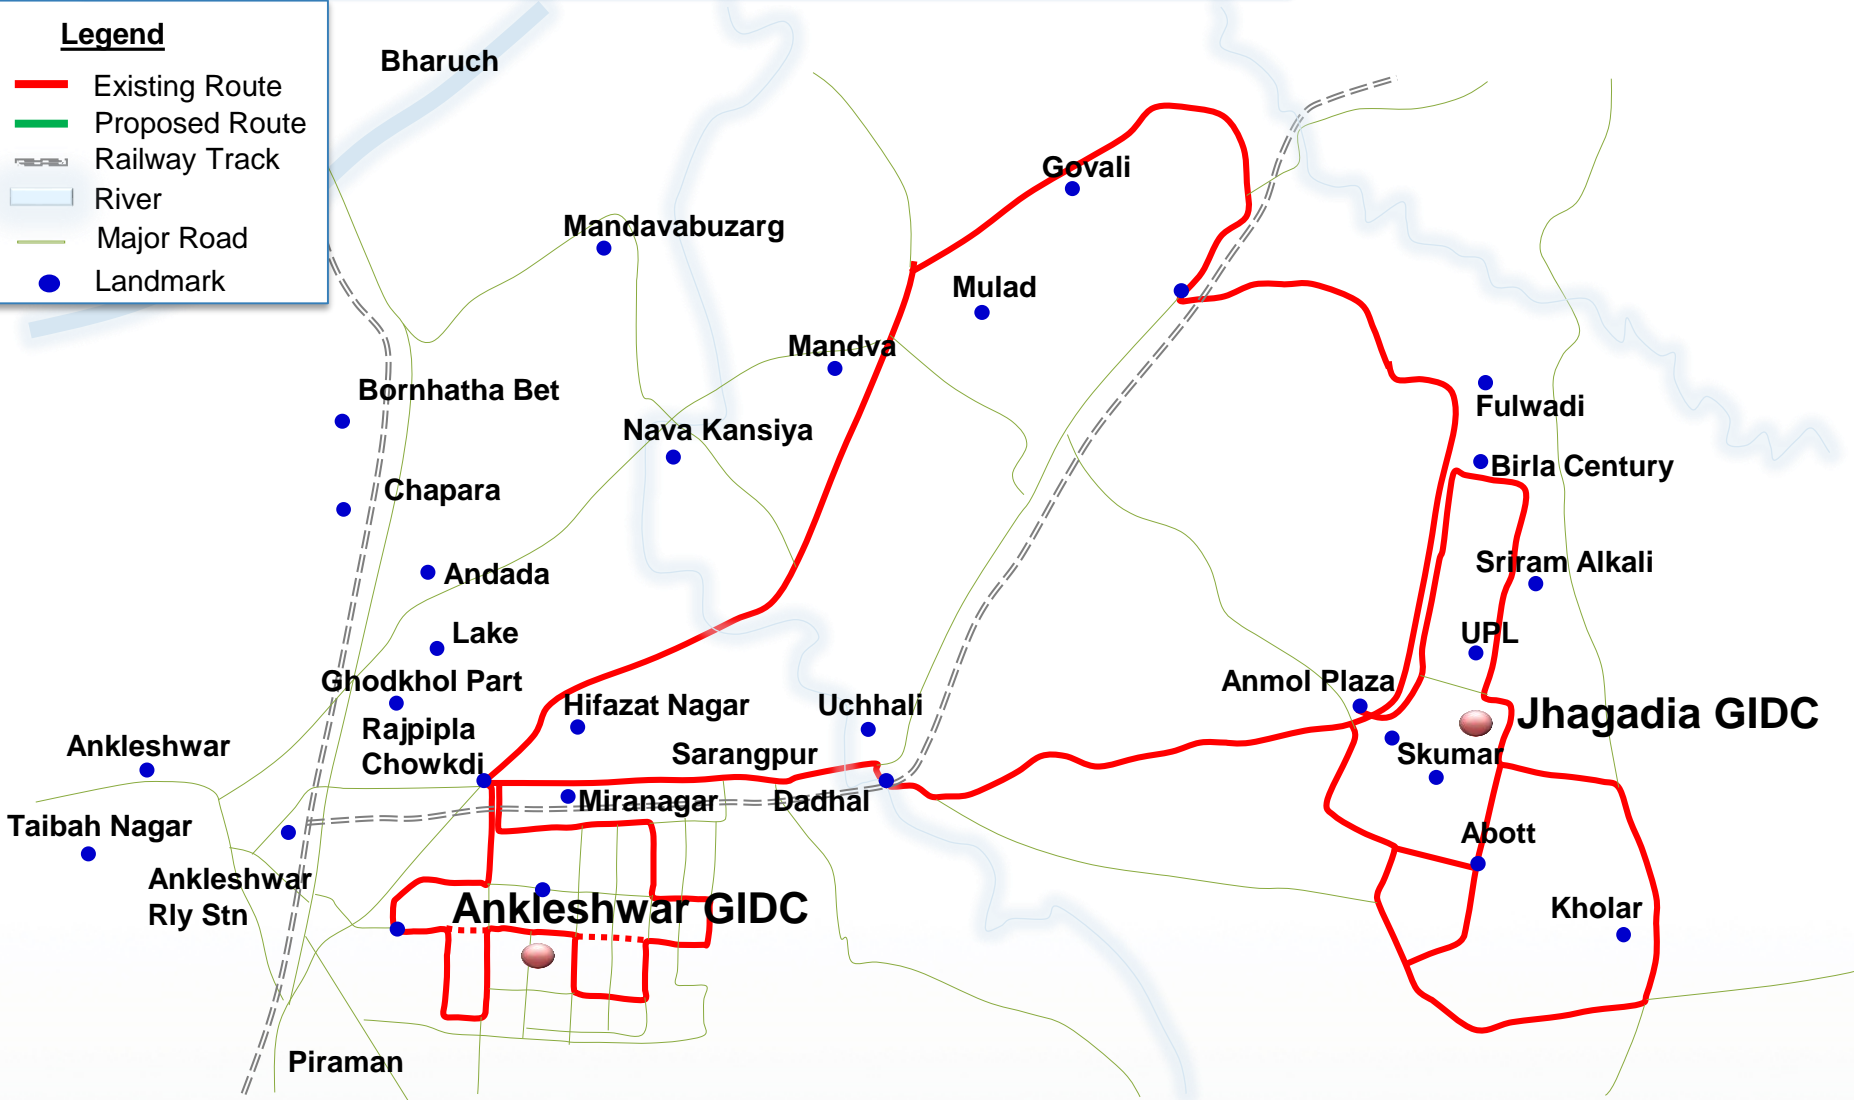 Legend
Existing Route
Proposed Route
Railway Track
River
Major Road
Landmark
Bharuch
Govali
Mandavabuzarg
Mulad
Mandva
Bornhatha Bet
Fulwadi
Nava Kansiya
Birla Century
Chapara
Sriram Alkali
Andada
Lake
UPL
Ghodkhol Part
Anmol Plaza
Hifazat Nagar
Uchhali
Jhagadia GIDC
Rajpipla
Chowkdi
Ankleshwar
Sarangpur
Skumar
Miranagar
Dadhal
Taibah Nagar
Abott
Ankleshwar
Rly Stn
Ankleshwar GIDC
Kholar
Piraman